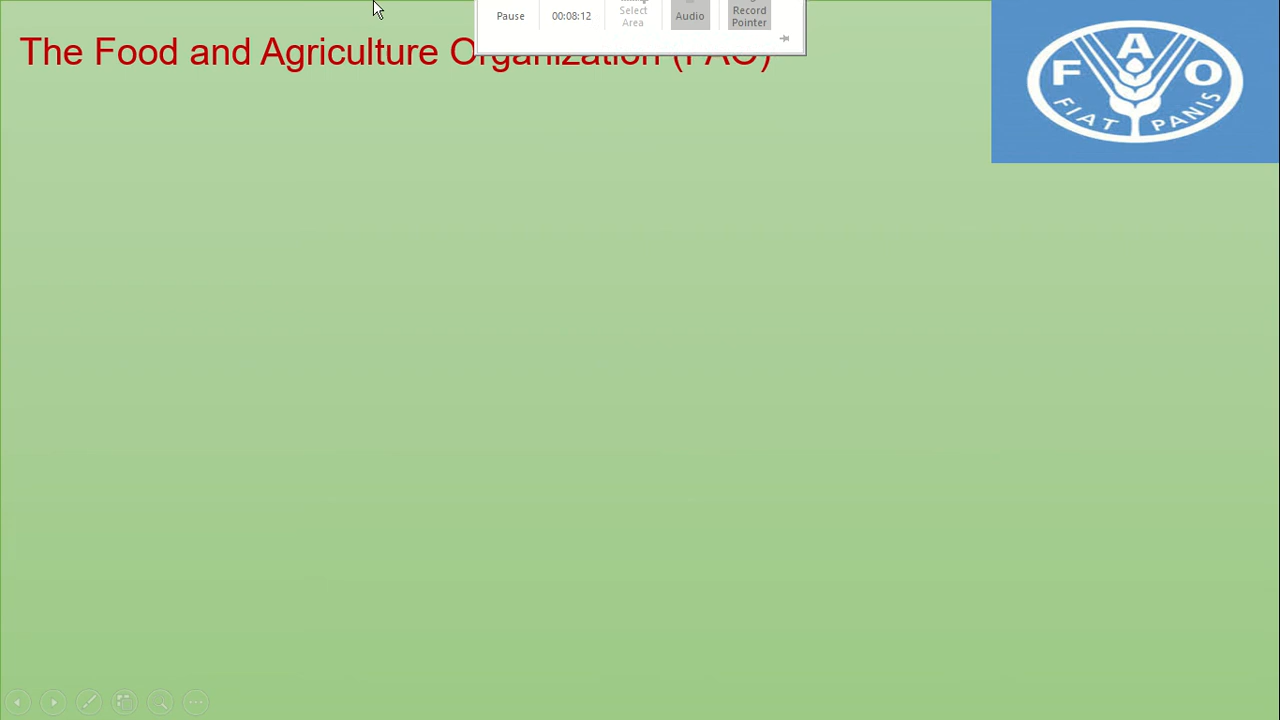 Pause
00:08:12
Select
Area
Audio
Record
Pointer
The Food and Agriculture Organization (FAO)
F A O
FIAT PANIS